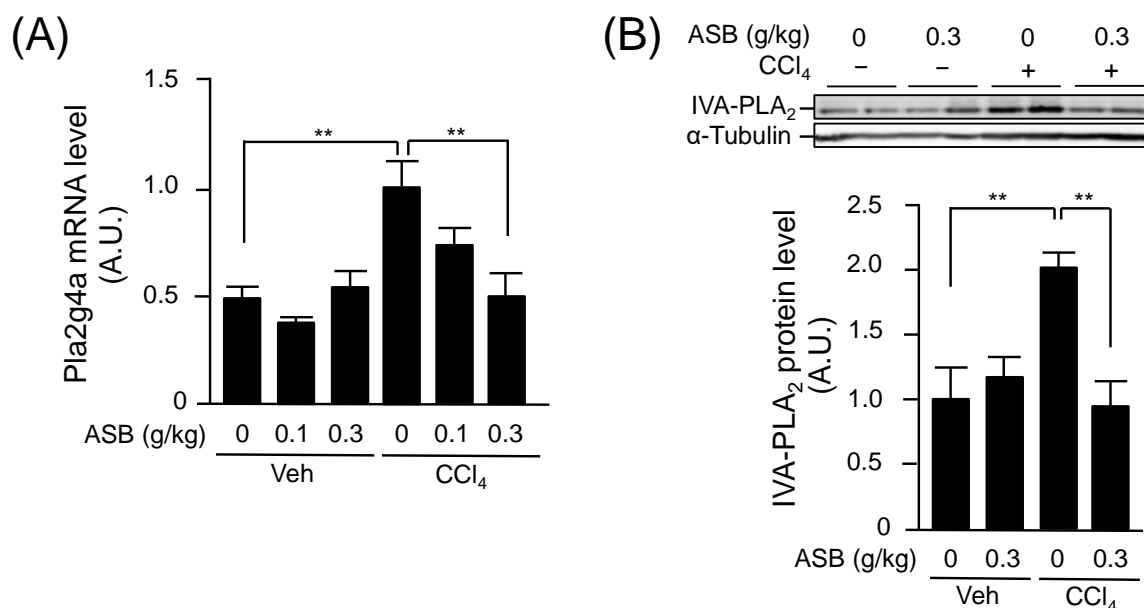 (A)
Pla2g4a mRNA level
(A.U.)
1.5
1.0
0.5
0
**
**
ASB (g/kg) 0 0.1 0.3 0 0.1 0.3
Veh CCl₄
(B)
ASB (g/kg) 0 0.3 0 0.3
CCl₄ − − + +
IVA-PLA₂
α-Tubulin
IVA-PLA₂ protein level
(A.U.)
2.5
2.0
1.5
1.0
0.5
0
**
**
ASB (g/kg) 0 0.3 0 0.3
Veh CCl₄